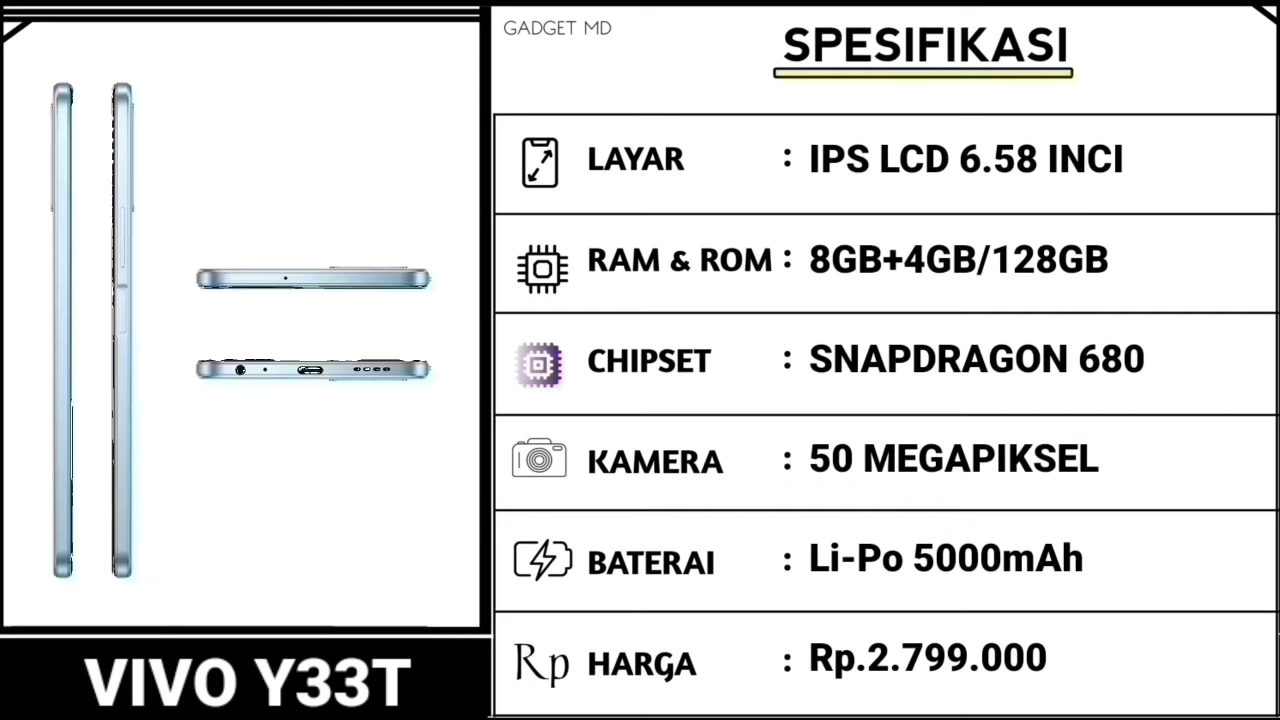 GADGET MD
SPESIFIKASI
LAYAR : IPS LCD 6.58 INCI
RAM & ROM : 8GB+4GB/128GB
CHIPSET : SNAPDRAGON 680
KAMERA : 50 MEGAPIKSEL
BATERAI : Li-Po 5000mAh
Rp HARGA : Rp.2.799.000
VIVO Y33T